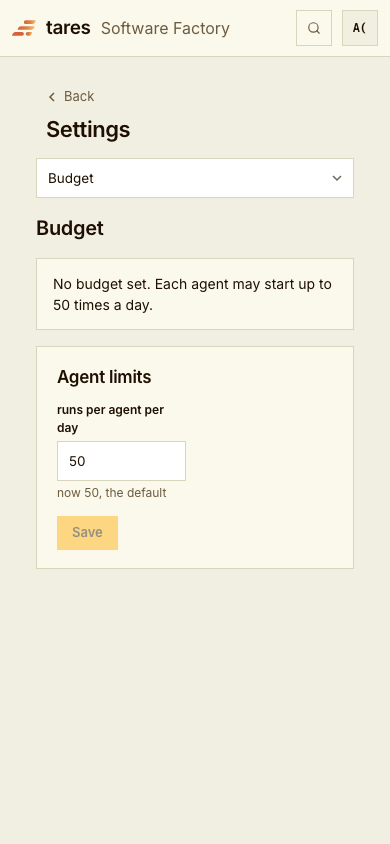 tares Software Factory A(
Back
Settings
Budget
Budget
No budget set. Each agent may start up to
50 times a day.
Agent limits
runs per agent per
day
50
now 50, the default
Save